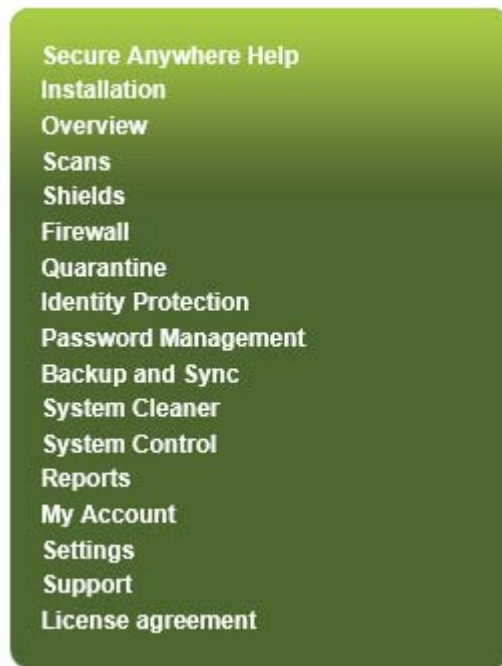 Secure Anywhere Help
Installation
Overview
Scans
Shields
Firewall
Quarantine
Identity Protection
Password Management
Backup and Sync
System Cleaner
System Control
Reports
My Account
Settings
Support
License agreement